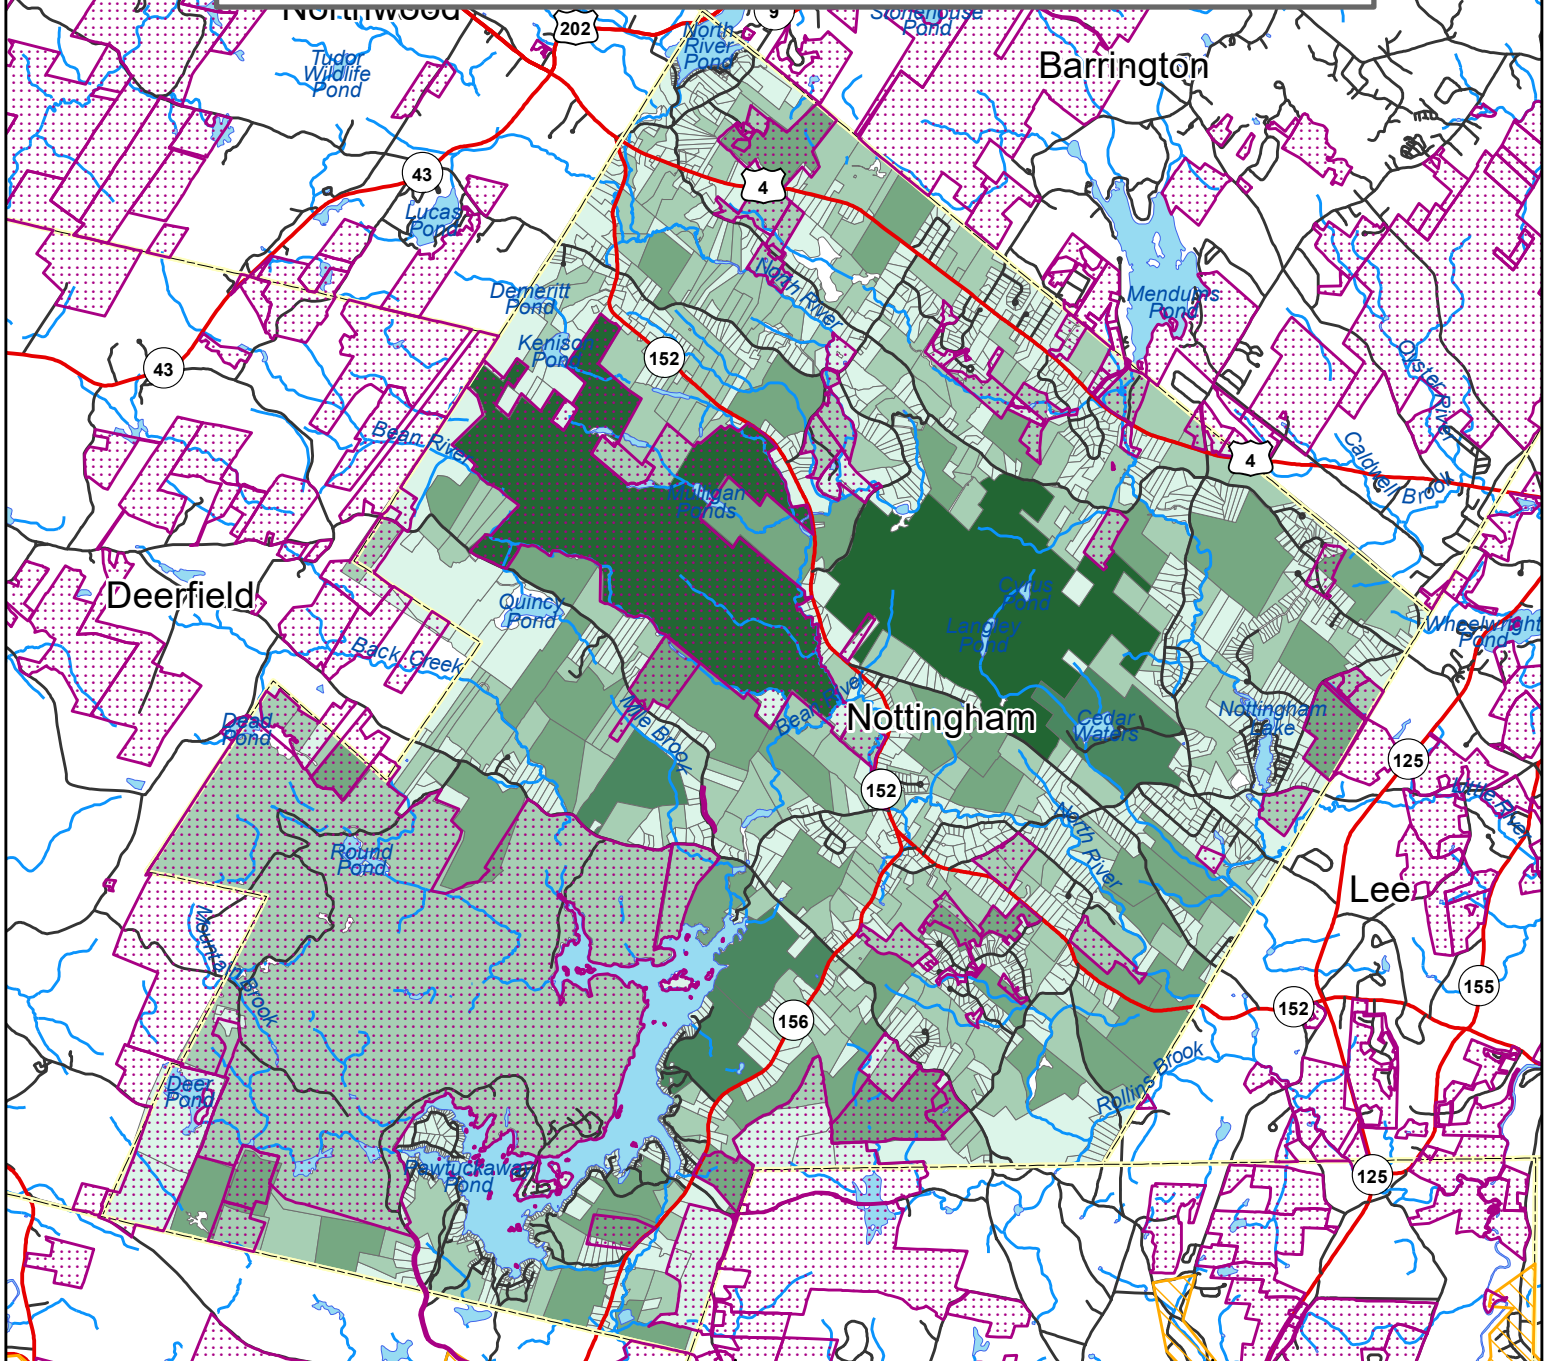 Northwood
202
9
Stonehouse
Pond
North
River
Pond
Tudor
Wildlife
Pond
Barrington
43
4
Lucas
Pond
North River
Demeritt
Pond
Mendums
Pond
Kenison
Pond
152
43
Oyster River
Bean River
4
Caldwell Brook
Mulligan
Ponds
Deerfield
Quincy
Pond
Cyrus
Pond
Langley
Pond
Wheelwright
Pond
Back Creek
Bean River
Mile Brook
Nottingham
Cedar
Waters
Nottingham
Lake
Dead
Pond
125
152
Little River
North River
Round
Pond
Lee
Mountain Brook
155
152
156
Rollins Brook
Deer
Pond
Pawtuckaway
Pond
125